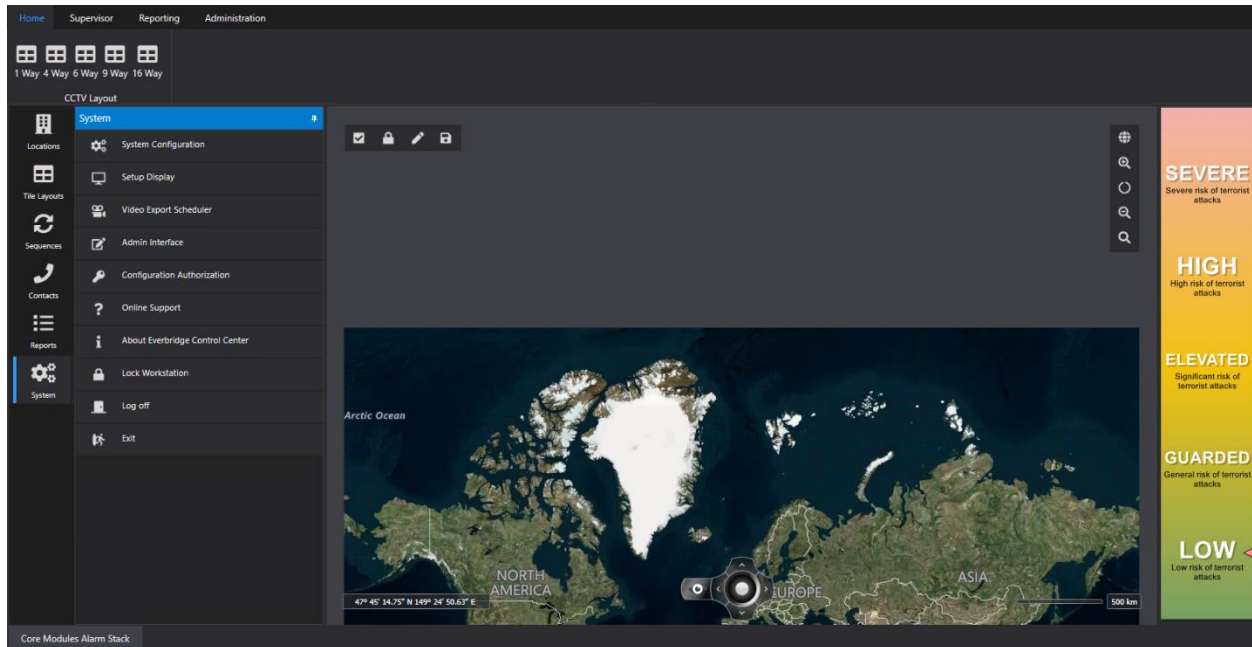 Home Supervisor Reporting Administration
1 Way 4 Way 6 Way 9 Way 16 Way
CCTV Layout
Locations
Tile Layouts
Sequences
Contacts
Reports
System
System
System Configuration
Setup Display
Video Export Scheduler
Admin Interface
Configuration Authorization
Online Support
About Everbridge Control Center
Lock Workstation
Log off
Exit
Arctic Ocean
NORTH
AMERICA
EUROPE
ASIA
47° 45' 14.75" N 149° 24' 50.63" E
500 km
SEVERE
Severe risk of terrorist
attacks
HIGH
High risk of terrorist
attacks
ELEVATED
Significant risk of
terrorist attacks
GUARDED
General risk of terrorist
attacks
LOW
Low risk of terrorist
attacks
Core Modules Alarm Stack